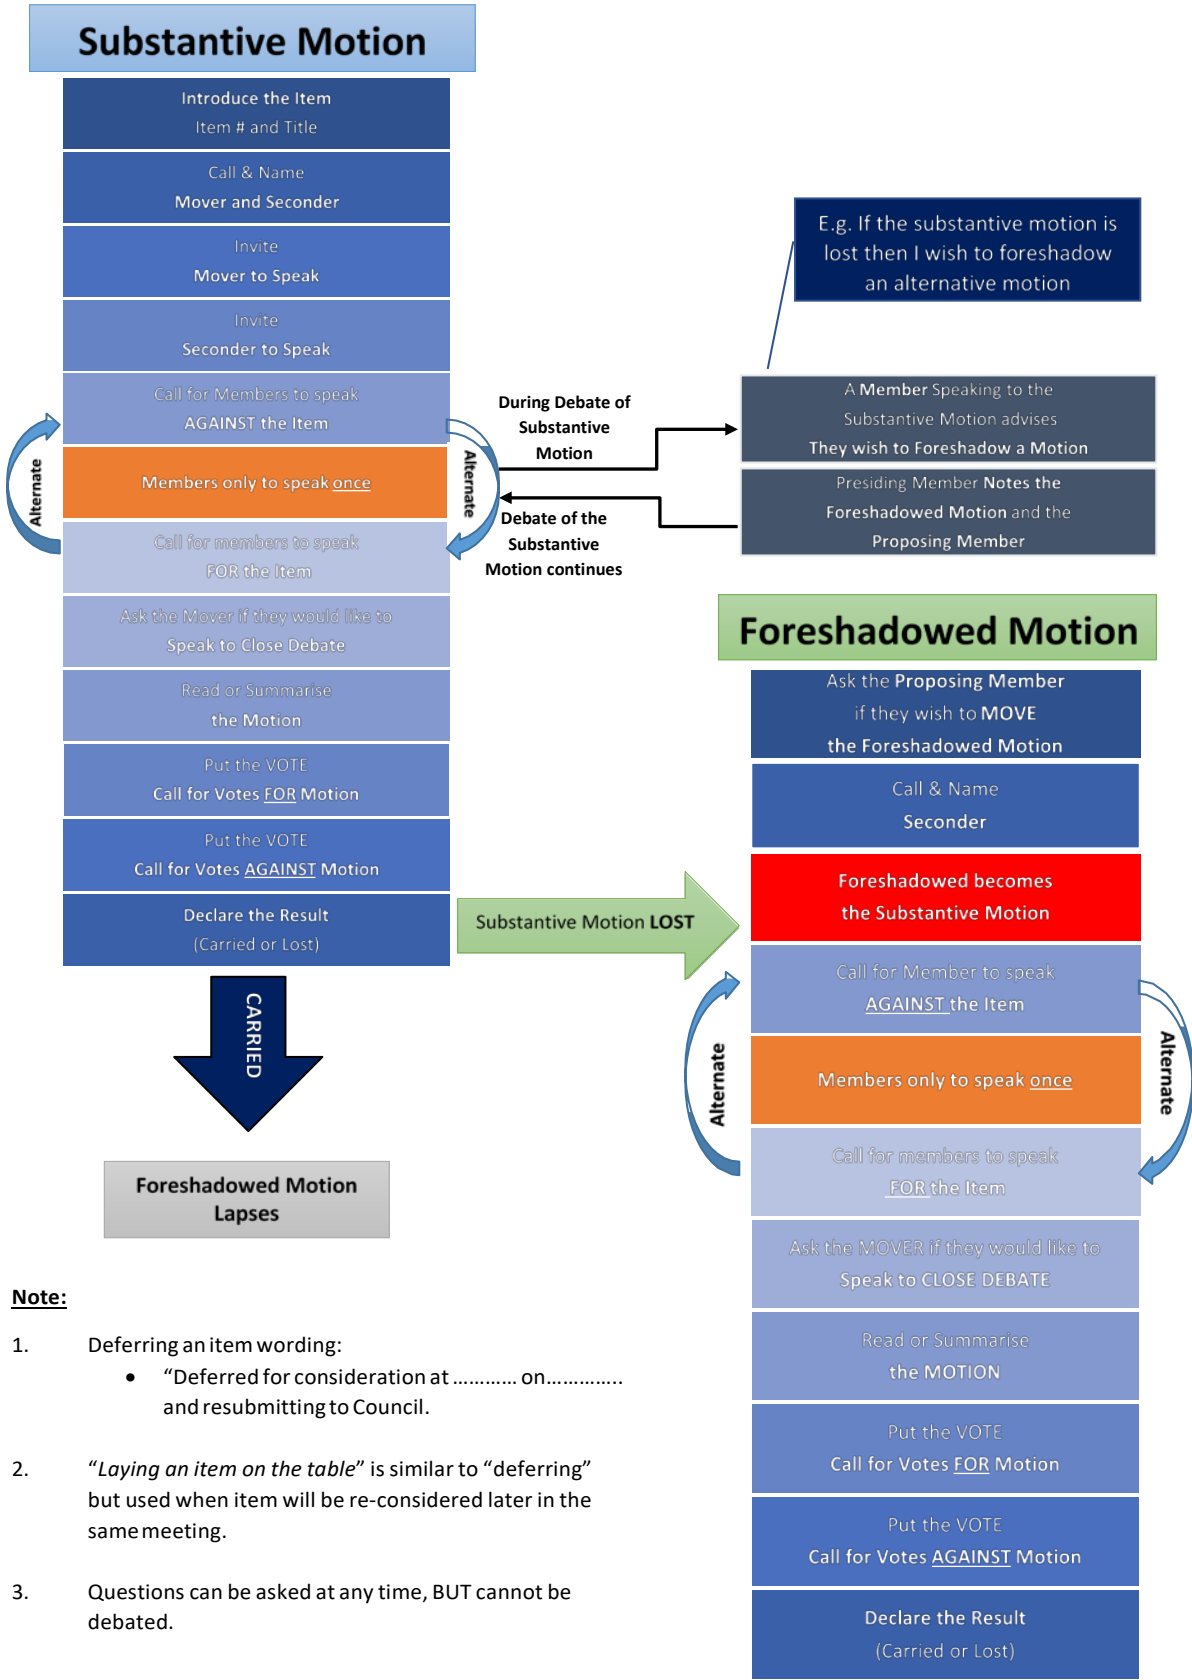 Substantive Motion
Introduce the Item
Item # and Title
Call & Name
Mover and Seconder
Invite
Mover to Speak
Invite
Seconder to Speak
Call for Members to speak
AGAINST the Item
Members only to speak once
Call for members to speak
FOR the Item
Alternate
Alternate
Ask the Mover if they would like to
Speak to Close Debate
Read or Summarise
the Motion
Put the VOTE
Call for Votes FOR Motion
Put the VOTE
Call for Votes AGAINST Motion
Declare the Result
(Carried or Lost)
During Debate of
Substantive
Motion
Debate of the
Substantive
Motion continues
E.g. If the substantive motion is
lost then I wish to foreshadow
an alternative motion
A Member Speaking to the
Substantive Motion advises
They wish to Foreshadow a Motion
Presiding Member Notes the
Foreshadowed Motion and the
Proposing Member
Substantive Motion LOST
CARRIED
Foreshadowed Motion
Lapses
Foreshadowed Motion
Ask the Proposing Member
if they wish to MOVE
the Foreshadowed Motion
Call & Name
Seconder
Foreshadowed becomes
the Substantive Motion
Call for Member to speak
AGAINST the Item
Members only to speak once
Call for members to speak
FOR the Item
Alternate
Alternate
Ask the MOVER if they would like to
Speak to CLOSE DEBATE
Read or Summarise
the MOTION
Put the VOTE
Call for Votes FOR Motion
Put the VOTE
Call for Votes AGAINST Motion
Declare the Result
(Carried or Lost)
Note:
1. Deferring an item wording:
• “Deferred for consideration at ………… on…………..
and resubmitting to Council.
2. “Laying an item on the table” is similar to “deferring”
but used when item will be re-considered later in the
same meeting.
3. Questions can be asked at any time, BUT cannot be
debated.